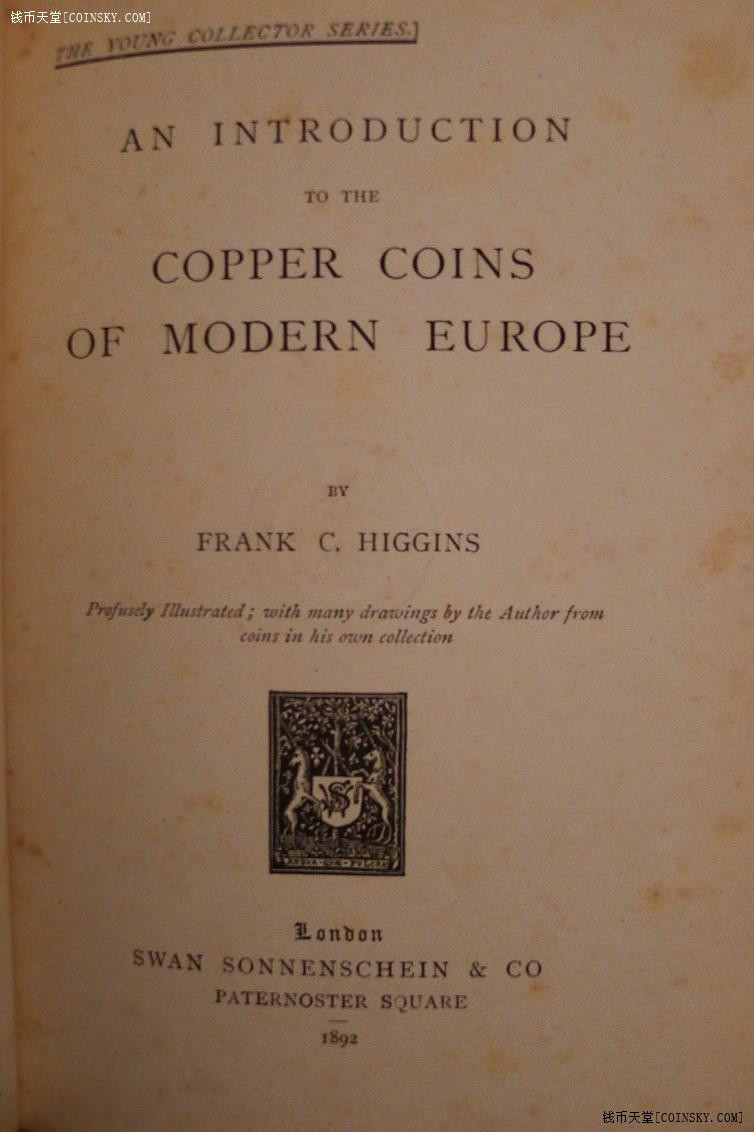 钱币天堂[COINSKY.COM]
THE YOUNG COLLECTOR SERIES.]
AN INTRODUCTION
TO THE
COPPER COINS
OF MODERN EUROPE
BY
FRANK C. HIGGINS
Profusely Illustrated; with many drawings by the Author from
coins in his own collection
London
SWAN SONNENSCHEIN & CO
PATERNOSTER SQUARE
1892
钱币天堂[COINSKY.COM]